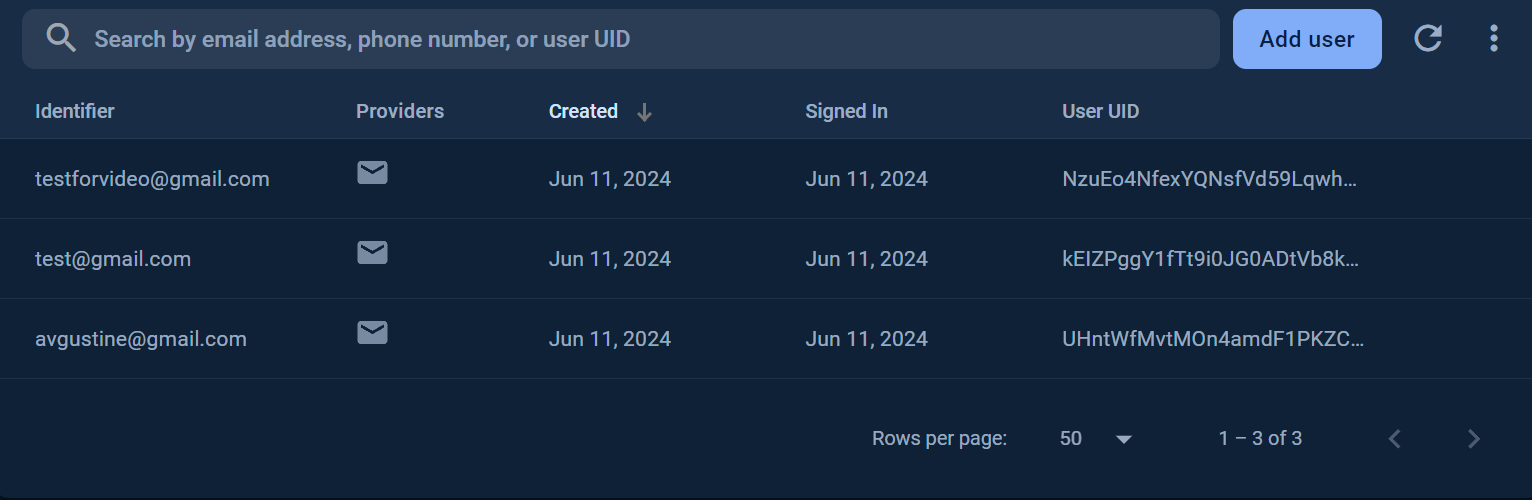 Search by email address, phone number, or user UID Add user
Identifier Providers Created Signed In User UID
testforvideo@gmail.com Jun 11, 2024 Jun 11, 2024 NzuEo4NfexYQNsfVd59Lqwh...
test@gmail.com Jun 11, 2024 Jun 11, 2024 kEIZPggY1fTt9i0JG0ADtVb8k...
avgustine@gmail.com Jun 11, 2024 Jun 11, 2024 UHntWfMvtMOn4amdF1PKZC...
Rows per page: 50 1 – 3 of 3